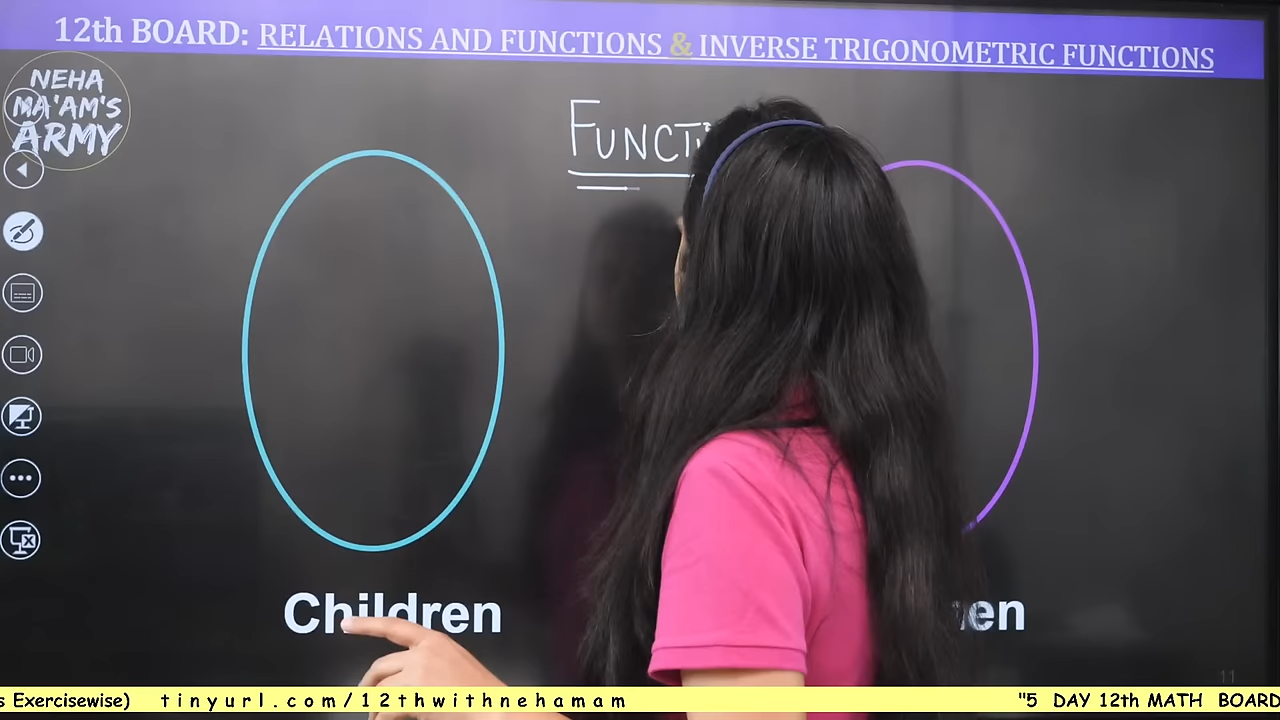 12th BOARD: RELATIONS AND FUNCTIONS & INVERSE TRIGONOMETRIC FUNCTIONS
NEHA
MA'AM'S
ARMY
Children
11
s Exercisewise) tinyurl.com/12thwithnehamam "5 DAY 12th MATH BOARD